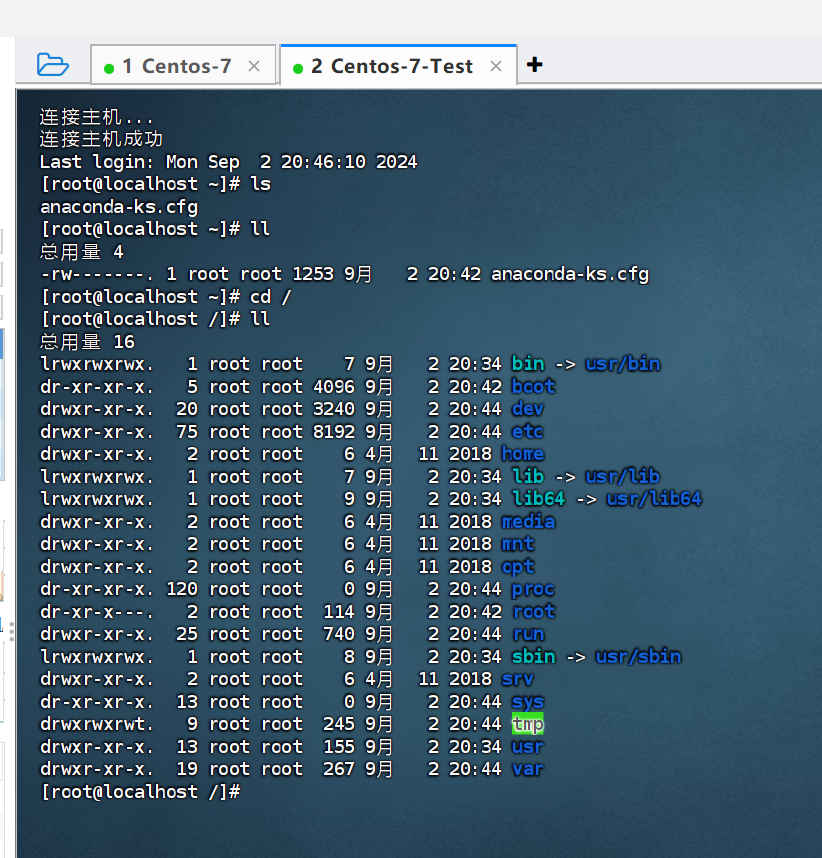 1 Centos-7 × 2 Centos-7-Test × +
连接主机...
连接主机成功
Last login: Mon Sep  2 20:46:10 2024
[root@localhost ~]# ls
anaconda-ks.cfg
[root@localhost ~]# ll
总用量 4
-rw-------. 1 root root 1253 9月   2 20:42 anaconda-ks.cfg
[root@localhost ~]# cd /
[root@localhost /]# ll
总用量 16
lrwxrwxrwx.   1 root root    7 9月   2 20:34 bin -> usr/bin
dr-xr-xr-x.   5 root root 4096 9月   2 20:42 boot
drwxr-xr-x.  20 root root 3240 9月   2 20:44 dev
drwxr-xr-x.  75 root root 8192 9月   2 20:44 etc
drwxr-xr-x.   2 root root    6 4月  11 2018 home
lrwxrwxrwx.   1 root root    7 9月   2 20:34 lib -> usr/lib
lrwxrwxrwx.   1 root root    9 9月   2 20:34 lib64 -> usr/lib64
drwxr-xr-x.   2 root root    6 4月  11 2018 media
drwxr-xr-x.   2 root root    6 4月  11 2018 mnt
drwxr-xr-x.   2 root root    6 4月  11 2018 opt
dr-xr-xr-x. 120 root root    0 9月   2 20:44 proc
dr-xr-x---.   2 root root  114 9月   2 20:42 root
drwxr-xr-x.  25 root root  740 9月   2 20:44 run
lrwxrwxrwx.   1 root root    8 9月   2 20:34 sbin -> usr/sbin
drwxr-xr-x.   2 root root    6 4月  11 2018 srv
dr-xr-xr-x.  13 root root    0 9月   2 20:44 sys
drwxrwxrwt.   9 root root  245 9月   2 20:44 tmp
drwxr-xr-x.  13 root root  155 9月   2 20:34 usr
drwxr-xr-x.  19 root root  267 9月   2 20:44 var
[root@localhost /]#